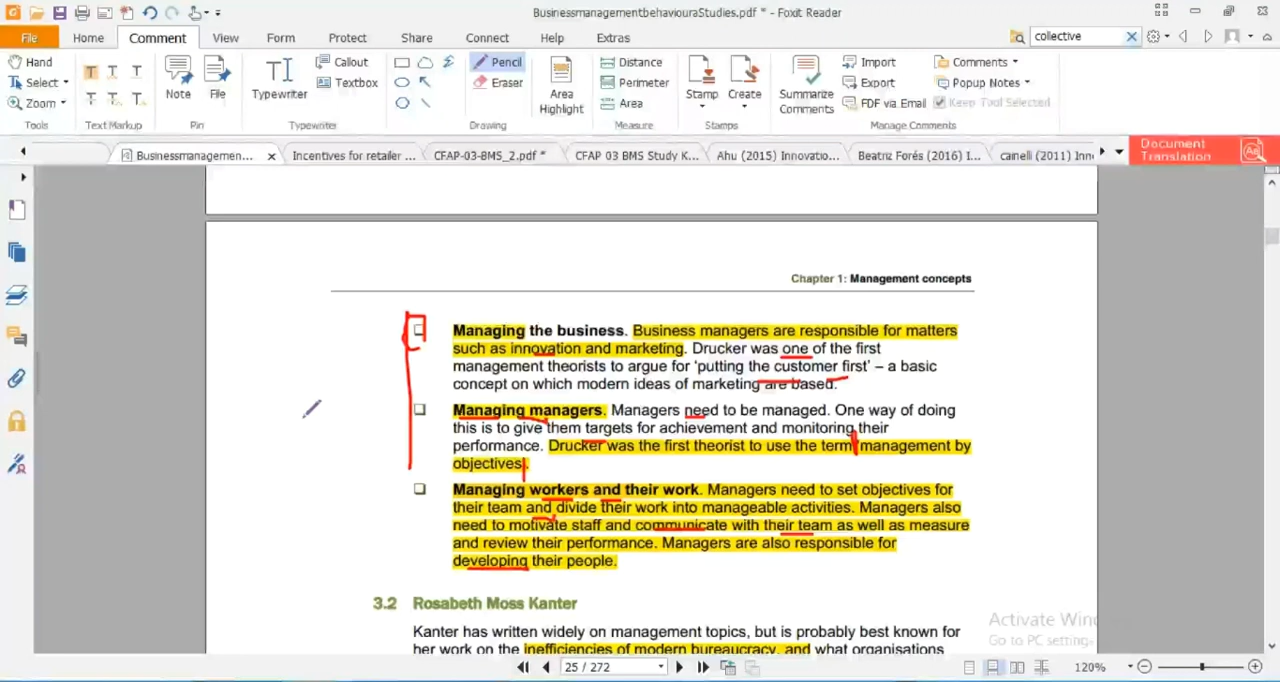 BusinessmanagementbehaviouraStudies.pdf * - Foxit Reader
File Home Comment View Form Protect Share Connect Help Extras collective
Hand
Select
Zoom
Tools
Text Markup
Note File
Pin
Typewriter Callout
Textbox
Typewriter
Pencil
Eraser
Drawing
Area
Highlight
Distance
Perimeter
Area
Measure
Stamp Create
Stamps
Summarize
Comments
Import
Export
FDF via Email
Comments
Popup Notes
Keep Tool Selected
Manage Comments
Businessmanagemen... Incentives for retailer ... CFAP-03-BMS_2.pdf * CFAP 03 BMS Study K... Ahu (2015) Innovatio... Beatriz Forés (2016) I...
Document
Translation
Chapter 1: Management concepts
Managing the business. Business managers are responsible for matters
such as innovation and marketing. Drucker was one of the first
management theorists to argue for ‘putting the customer first’ – a basic
concept on which modern ideas of marketing are based.
Managing managers. Managers need to be managed. One way of doing
this is to give them targets for achievement and monitoring their
performance. Drucker was the first theorist to use the term management by
objectives.
Managing workers and their work. Managers need to set objectives for
their team and divide their work into manageable activities. Managers also
need to motivate staff and communicate with their team as well as measure
and review their performance. Managers are also responsible for
developing their people.
3.2 Rosabeth Moss Kanter
Kanter has written widely on management topics, but is probably best known for
her work on the inefficiencies of modern bureaucracy, and what organisations
Activate Win
Go to PC setting
25 / 272
120%